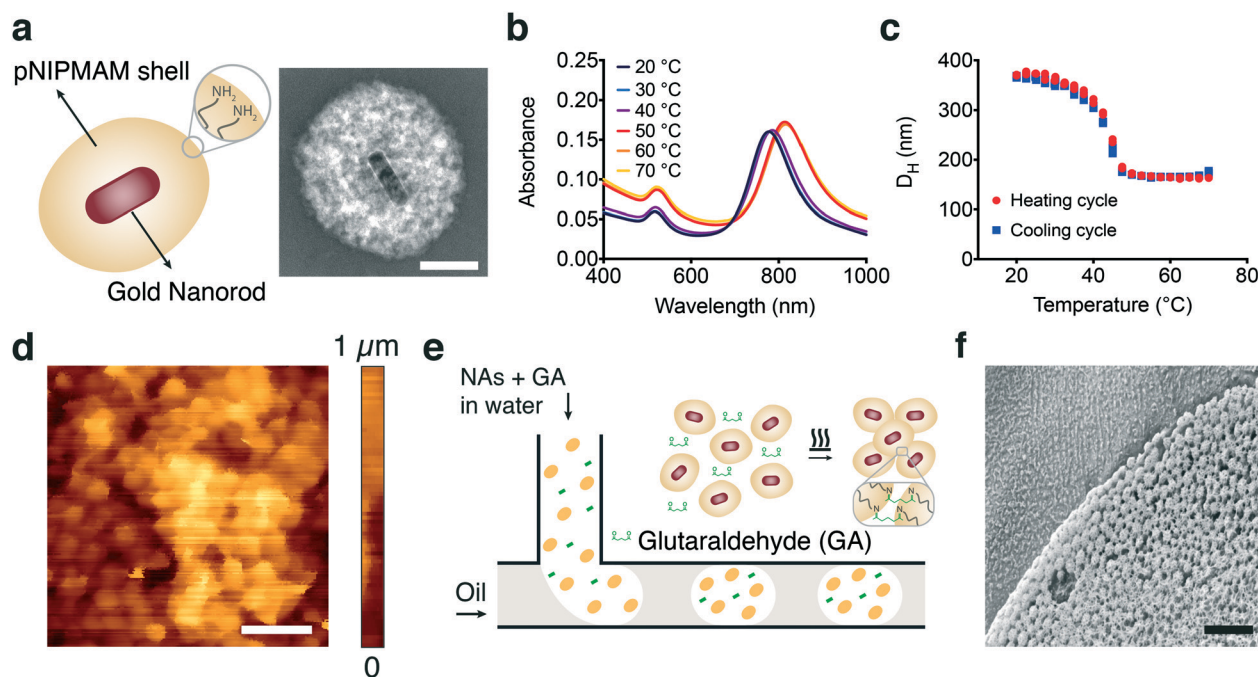 a
pNIPMAM shell
NH2
NH2
Gold Nanorod
b
0.25
0.20
0.15
0.10
0.05
0.00
Absorbance
20 °C
30 °C
40 °C
50 °C
60 °C
70 °C
400
600
800
1000
Wavelength (nm)
c
400
300
200
100
0
DH (nm)
Heating cycle
Cooling cycle
20
40
60
80
Temperature (°C)
d
1 µm
0
e
NAs + GA
in water
N
N
N
N
Glutaraldehyde (GA)
Oil
f